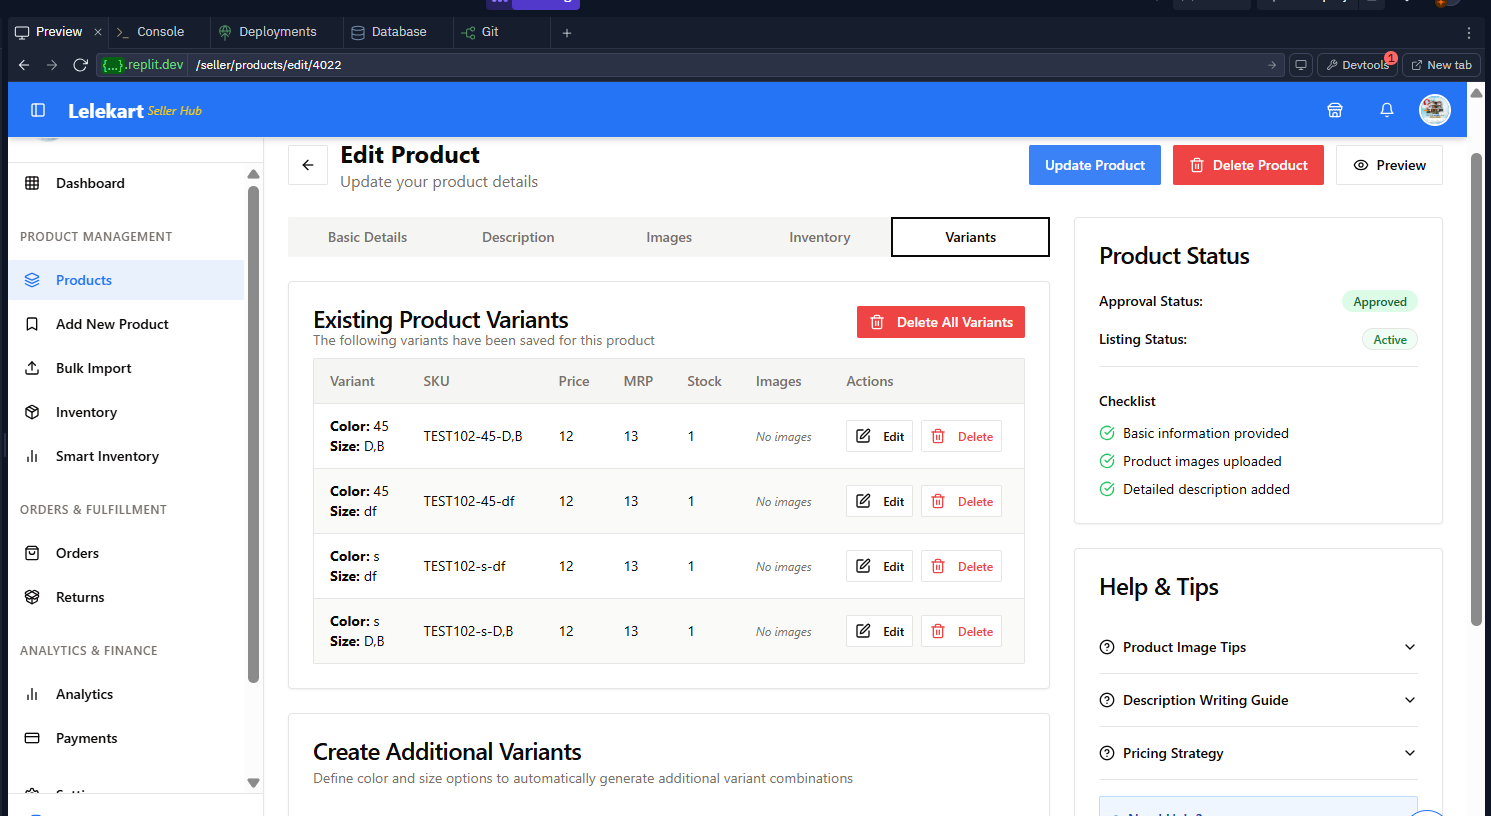 Preview
Console
Deployments
Database
Git
{...}.replit.dev
/seller/products/edit/4022
Devtools
1
New tab
Lelekart Seller Hub
Dashboard
PRODUCT MANAGEMENT
Products
Add New Product
Bulk Import
Inventory
Smart Inventory
ORDERS & FULFILLMENT
Orders
Returns
ANALYTICS & FINANCE
Analytics
Payments
Edit Product
Update your product details
Update Product
Delete Product
Preview
Basic Details
Description
Images
Inventory
Variants
Existing Product Variants
The following variants have been saved for this product
Delete All Variants
Variant SKU Price MRP Stock Images Actions
Color: 45
Size: D,B
TEST102-45-D,B 12 13 1 No images Edit Delete
Color: 45
Size: df
TEST102-45-df 12 13 1 No images Edit Delete
Color: s
Size: df
TEST102-s-df 12 13 1 No images Edit Delete
Color: s
Size: D,B
TEST102-s-D,B 12 13 1 No images Edit Delete
Create Additional Variants
Define color and size options to automatically generate additional variant combinations
Product Status
Approval Status: Approved
Listing Status: Active
Checklist
Basic information provided
Product images uploaded
Detailed description added
Help & Tips
Product Image Tips
Description Writing Guide
Pricing Strategy